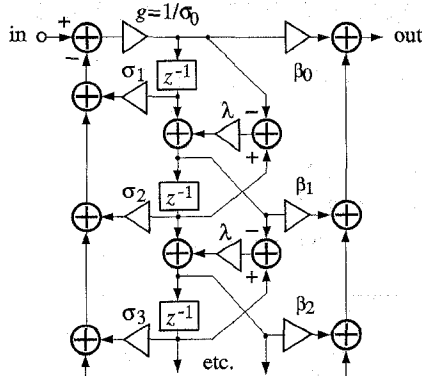 g=1/σ0
in + out
−
σ1 z-1 β0
λ −
+
σ2 z-1 β1
λ −
+
σ3 z-1 β2
etc.